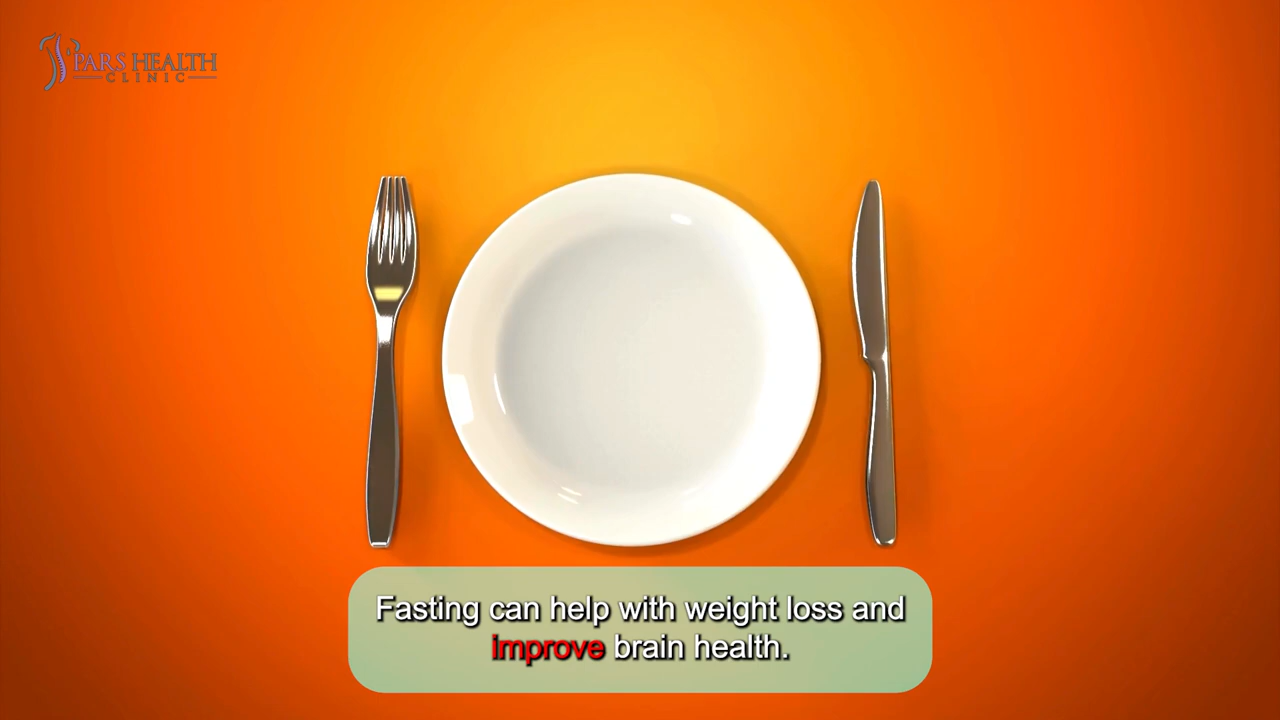 PARS HEALTH
CLINIC
Fasting can help with weight loss and
improve brain health.